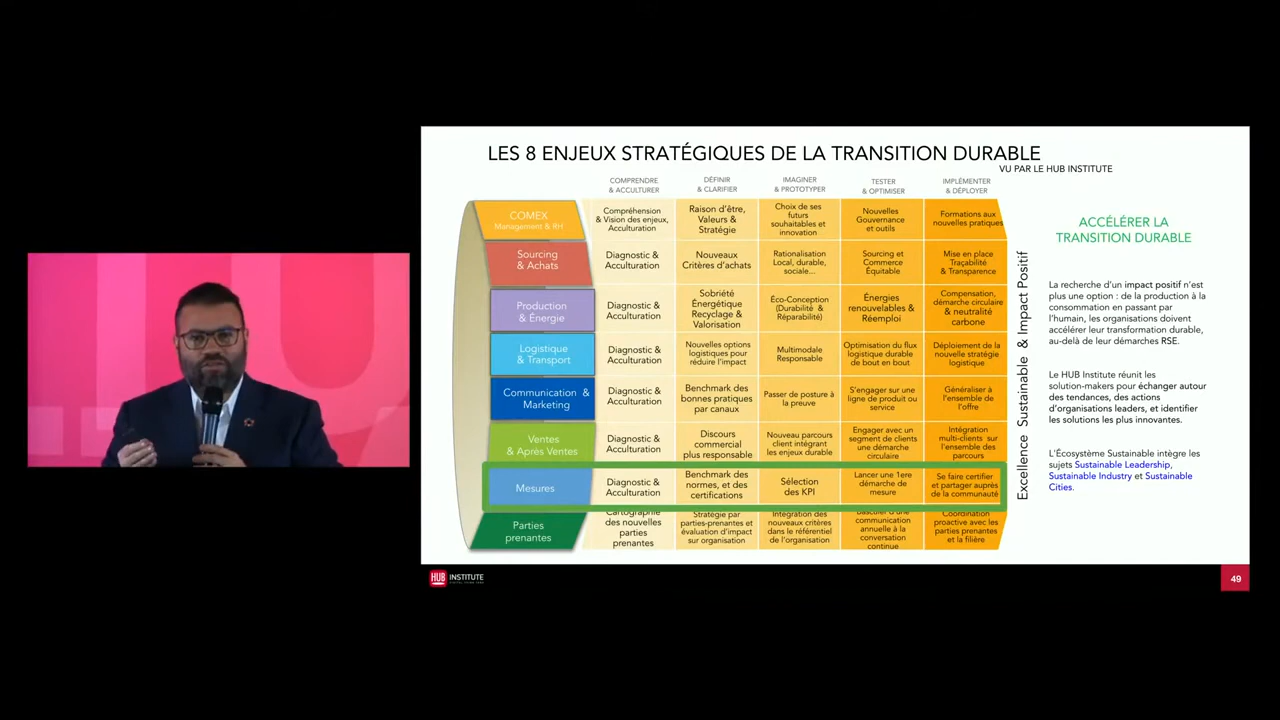 LES 8 ENJEUX STRATÉGIQUES DE LA TRANSITION DURABLE
VU PAR LE HUB INSTITUTE
COMPRENDRE
& ACCULTURER
DÉFINIR
& CLARIFIER
IMAGINER
& PROTOTYPER
TESTER
& OPTIMISER
IMPLÉMENTER
& DÉPLOYER
COMEX
Management & RH
Compréhension
& Vision des enjeux,
Acculturation
Raison d'être,
Valeurs &
Stratégie
Choix de ses
futurs
souhaitables et
innovation
Nouvelles
Gouvernance
et outils
Formations aux
nouvelles pratiques
Sourcing
& Achats
Diagnostic &
Acculturation
Nouveaux
Critères d'achats
Rationalisation
Local, durable,
sociale...
Sourcing et
Commerce
Équitable
Mise en place
Traçabilité
& Transparence
Production
& Énergie
Diagnostic &
Acculturation
Sobriété
Énergétique
Recyclage &
Valorisation
Éco-Conception
(Durabilité &
Réparabilité)
Énergies
renouvelables &
Réemploi
Compensation,
démarche circulaire
& neutralité
carbone
Logistique
& Transport
Diagnostic &
Acculturation
Nouvelles options
logistiques pour
réduire l'impact
Multimodale
Responsable
Optimisation du flux
logistique durable
de bout en bout
Déploiement de la
nouvelle stratégie
logistique
Communication &
Marketing
Diagnostic &
Acculturation
Benchmark des
bonnes pratiques
par canaux
Passer de posture à
la preuve
S'engager sur une
ligne de produit ou
service
Généraliser à
l'ensemble de
l'offre
Ventes
& Après Ventes
Diagnostic &
Acculturation
Discours
commercial
plus responsable
Nouveau parcours
client intégrant
les enjeux durable
Engager avec un
segment de clients
une démarche
circulaire
Intégration
multi-clients sur
l'ensemble des
parcours
Mesures
Diagnostic &
Acculturation
Benchmark des
normes, et des
certifications
Sélection
des KPI
Lancer une 1ere
démarche de
mesure
Se faire certifier
et partager auprès
de la communauté
Parties
prenantes
Cartographie
des nouvelles
parties
prenantes
Stratégie par
parties-prenantes et
évaluation d'impact
sur organisation
Intégration des
nouveaux critères
dans le référentiel
de l'organisation
Basculer d'une
communication
annuelle à la
conversation
continue
Coordination
proactive avec les
parties prenantes
et la filière
Excellence Sustainable & Impact Positif
ACCÉLÉRER LA
TRANSITION DURABLE
La recherche d'un impact positif n'est
plus une option : de la production à la
consommation en passant par
l'humain, les organisations doivent
accélérer leur transformation durable,
au-delà de leur démarches RSE.
Le HUB Institute réunit les
solution-makers pour échanger autour
des tendances, des actions
d'organisations leaders, et identifier
les solutions les plus innovantes.
L'Écosystème Sustainable intègre les
sujets Sustainable Leadership,
Sustainable Industry et Sustainable
Cities.
HUB INSTITUTE
49